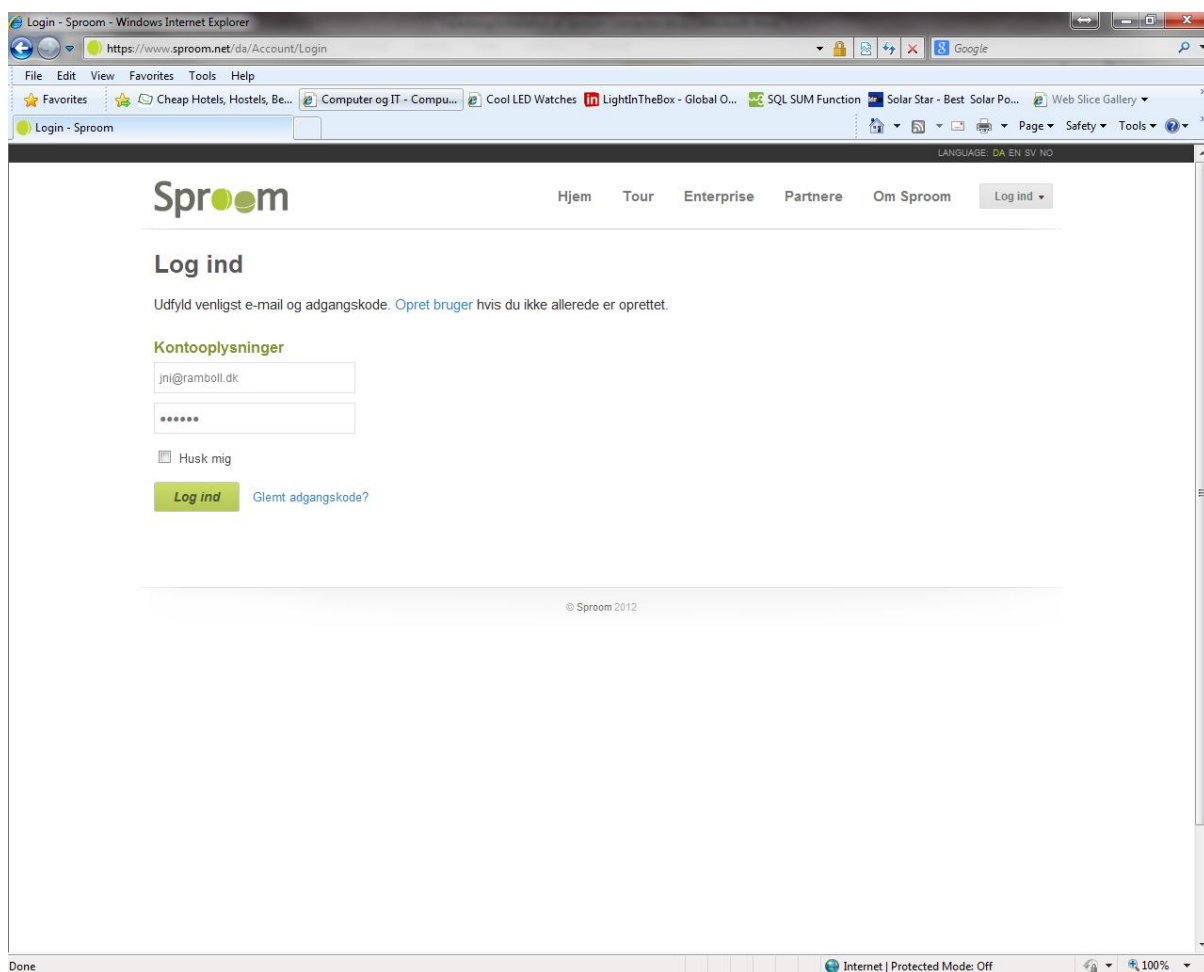 Login - Sproom - Windows Internet Explorer
https://www.sproom.net/da/Account/Login
Google
File Edit View Favorites Tools Help
Favorites Cheap Hotels, Hostels, Be... Computer og IT - Compu... Cool LED Watches LightInTheBox - Global O... SQL SUM Function Solar Star - Best Solar Po... Web Slice Gallery
Login - Sproom Page Safety Tools
LANGUAGE: DA EN SV NO
Sproom Hjem Tour Enterprise Partnere Om Sproom Log ind
Log ind
Udfyld venligst e-mail og adgangskode. Opret bruger hvis du ikke allerede er oprettet.
Kontooplysninger
jni@ramboll.dk
••••••
Husk mig
Log ind Glemt adgangskode?
© Sproom 2012
Done Internet | Protected Mode: Off 100%